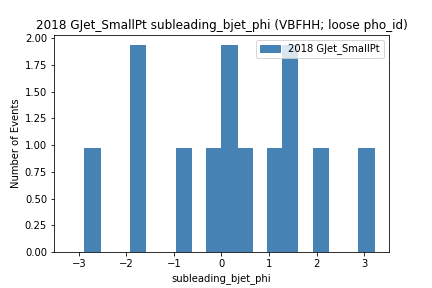 2018 GJet_SmallPt subleading_bjet_phi (VBFHH; loose pho_id)
2018 GJet_SmallPt
Number of Events
2.00
1.75
1.50
1.25
1.00
0.75
0.50
0.25
0.00
−3 −2 −1 0 1 2 3
subleading_bjet_phi